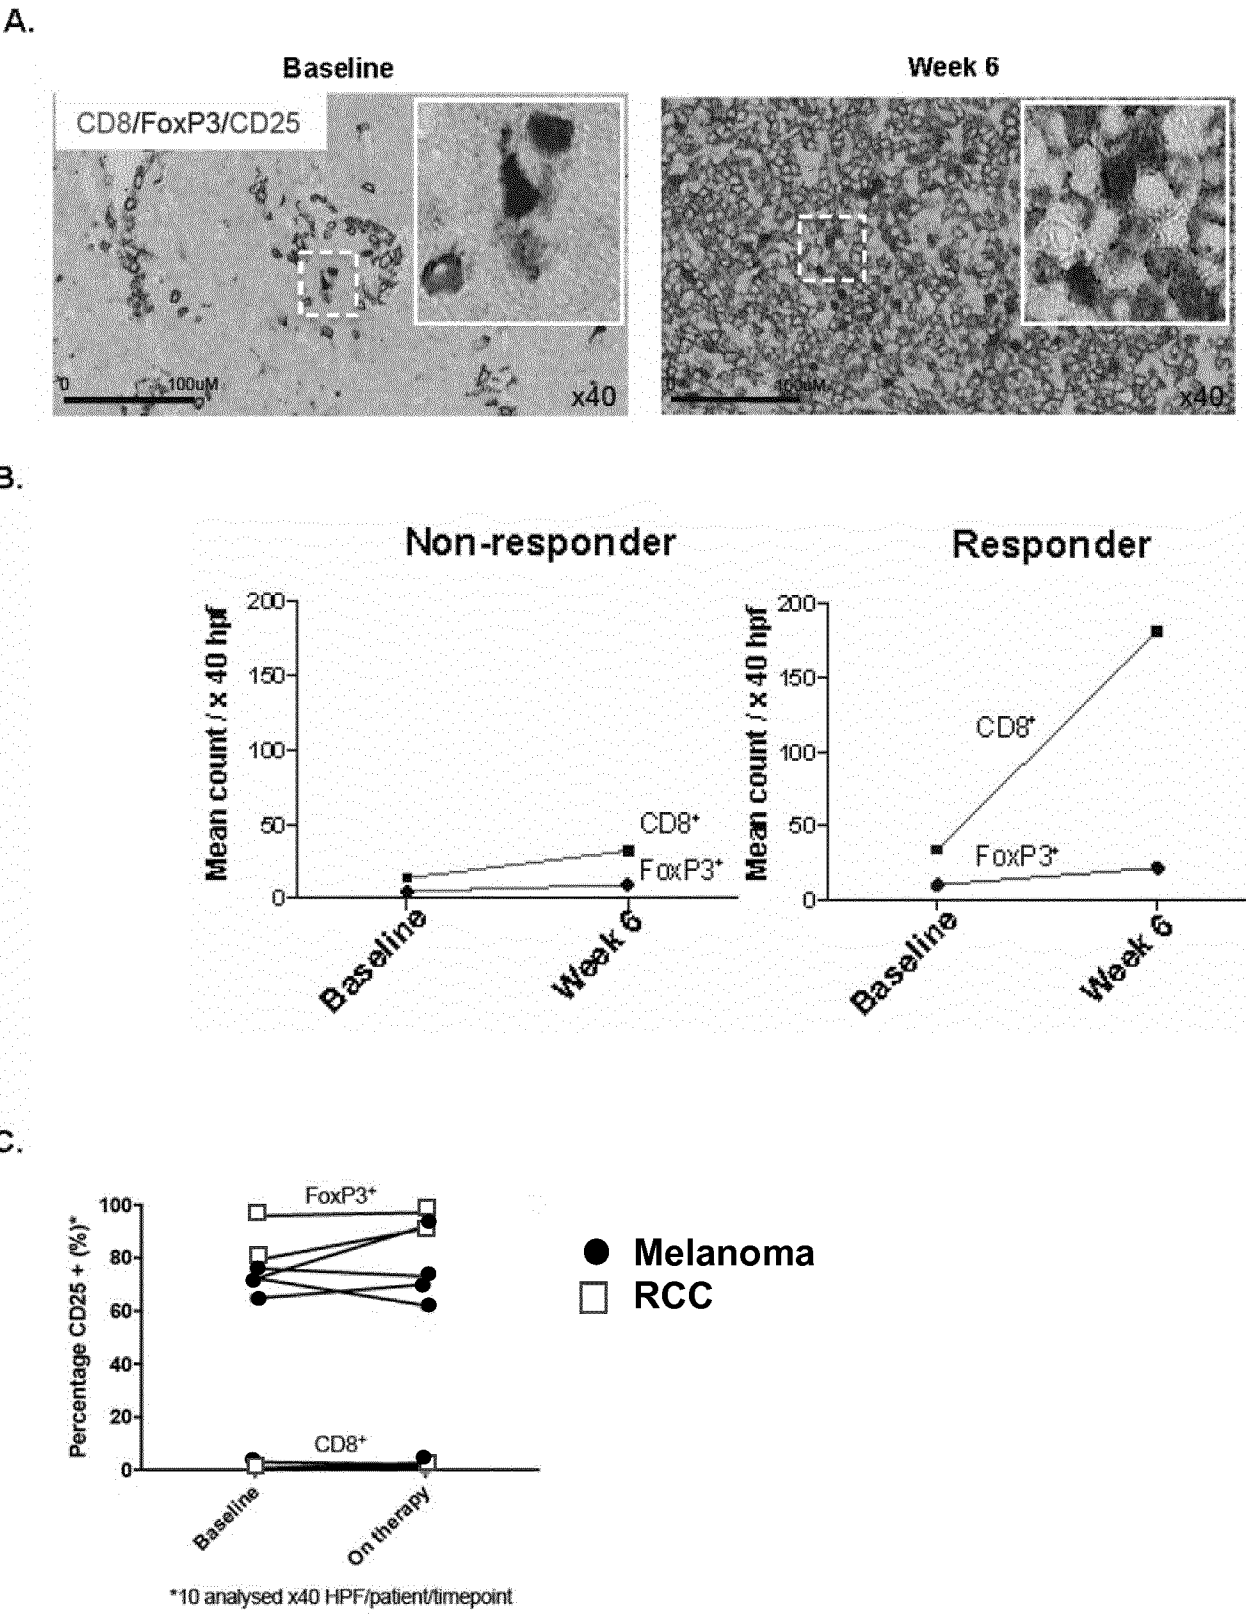 A.
Baseline
Week 6
CD8/FoxP3/CD25
0
100uM
x40
0
100uM
x40
B.
Non-responder
Responder
Mean count / x 40 hpf
200
150
100
50
0
CD8+
FoxP3+
Baseline
Week 6
Mean count / x 40 hpf
200
150
100
50
0
CD8+
FoxP3+
Baseline
Week 6
C.
Percentage CD25 + (%)*
100
80
60
40
20
0
FoxP3+
CD8+
Baseline
On therapy
Melanoma
RCC
*10 analysed x40 HPF/patient/timepoint